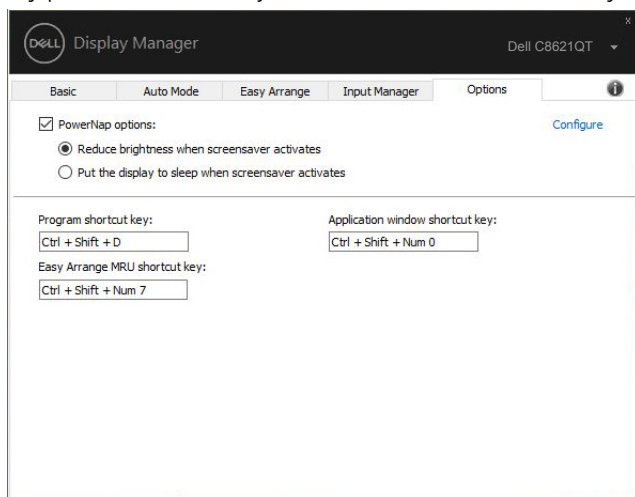 DELL Display Manager
Dell C8621QT
Basic Auto Mode Easy Arrange Input Manager Options
PowerNap options:
Configure
Reduce brightness when screensaver activates
Put the display to sleep when screensaver activates
Program shortcut key:
Application window shortcut key:
Ctrl + Shift + D
Ctrl + Shift + Num 0
Easy Arrange MRU shortcut key:
Ctrl + Shift + Num 7